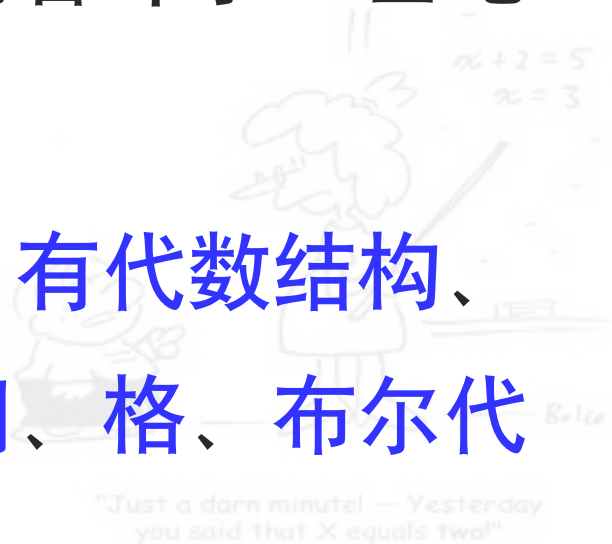 x + 2 = 5
x = 3
有代数结构、
、格、布尔代
"Just a darn minute! — Yesterday
you said that X equals two!"